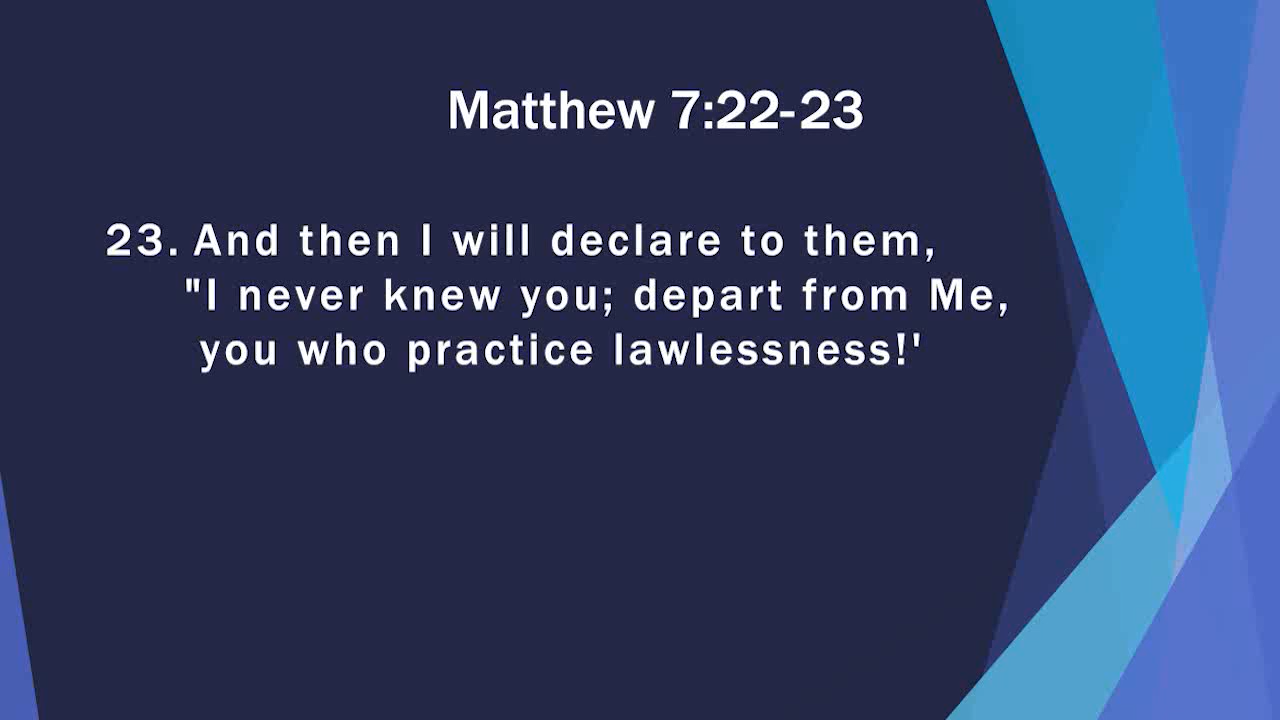 Matthew 7:22-23
23. And then I will declare to them,
"I never knew you; depart from Me,
you who practice lawlessness!'